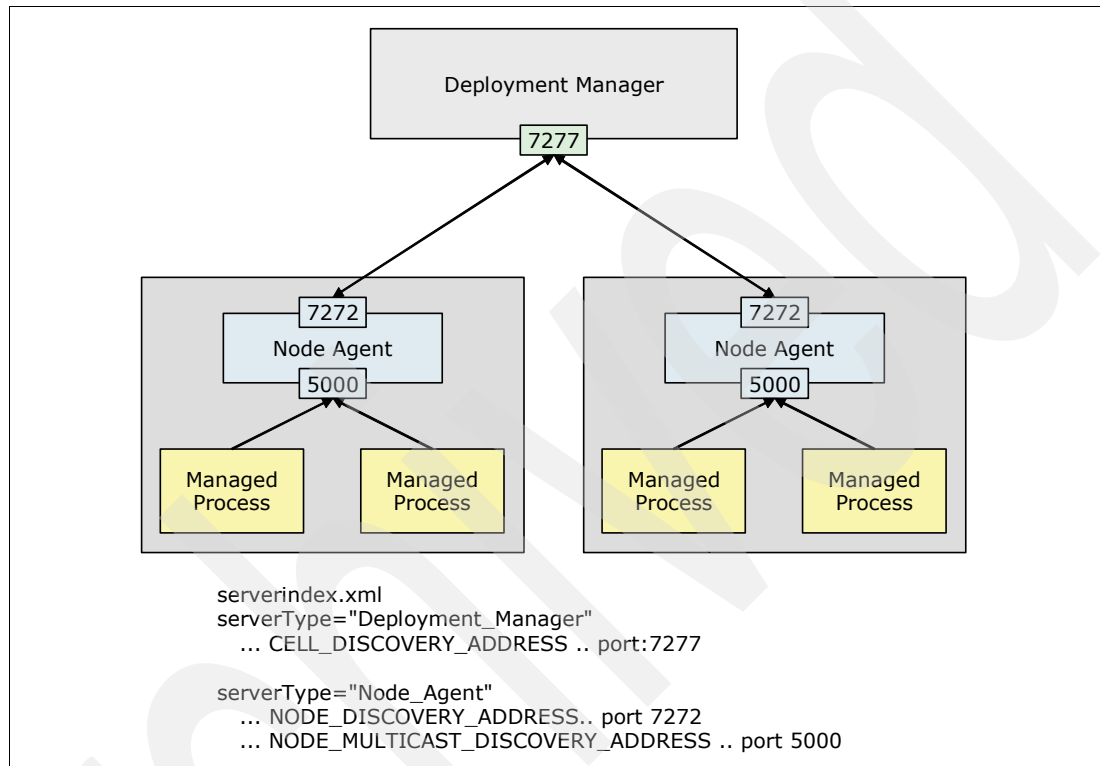 Deployment Manager
7277
7272
Node Agent
5000
Managed
Process
Managed
Process
7272
Node Agent
5000
Managed
Process
Managed
Process
serverindex.xml
serverType="Deployment_Manager"
... CELL_DISCOVERY_ADDRESS .. port:7277
serverType="Node_Agent"
... NODE_DISCOVERY_ADDRESS.. port 7272
... NODE_MULTICAST_DISCOVERY_ADDRESS .. port 5000